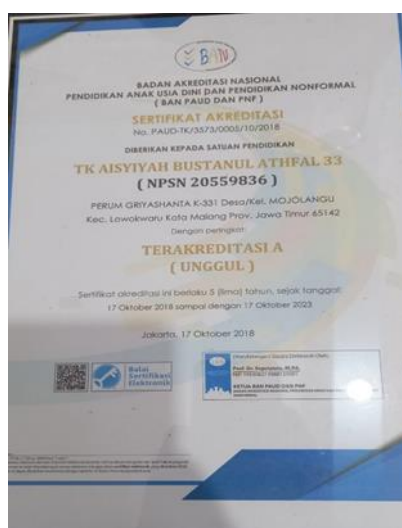 BAN
BADAN AKREDITASI NASIONAL
PENDIDIKAN ANAK USIA DINI DAN PENDIDIKAN NONFORMAL
( BAN PAUD DAN PNF )
SERTIFIKAT AKREDITASI
No. PAUD-TK/3573/0003/10/2018
DIBERIKAN KEPADA SATUAN PENDIDIKAN
TK AISYIYAH BUSTANUL ATHFAL 33
( NPSN 20559836 )
PERUM GRIYASHANTA K-331 Desa/Kel. MOJOLANGU
Kec. Lowokwaru Kota Malang Prov. Jawa Timur 65142
Dengan peringkat:
TERAKREDITASI A
( UNGGUL )
Sertifikat akreditasi ini berlaku 5 (lima) tahun, sejak tanggal:
17 Oktober 2018 sampai dengan 17 Oktober 2023
Jakarta, 17 Oktober 2018
Balai
Sertifikasi
Elektronik
Ditandatangani Secara Elektronik Oleh:
KETUA BAN PAUD DAN PNF